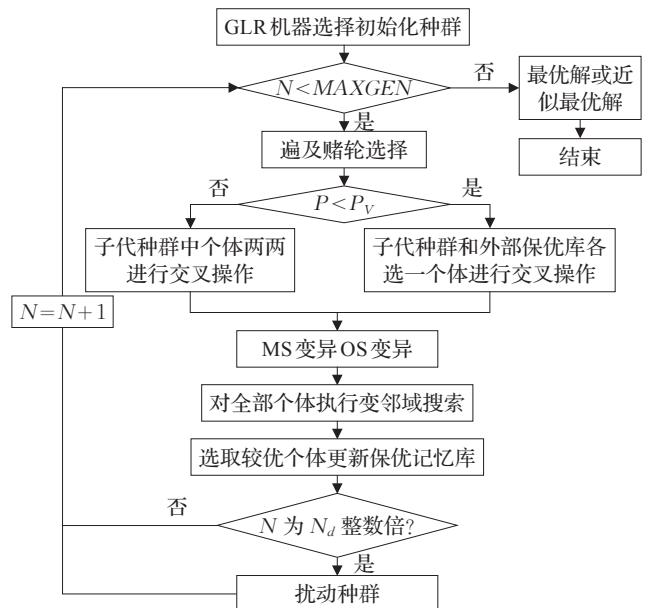 GLR机器选择初始化种群
N<MAXGEN
否
最优解或近
似最优解
是
结束
遍及赌轮选择
否
P<P_V
是
子代种群中个体两两
进行交叉操作
子代种群和外部保优库各
选一个体进行交叉操作
N=N+1
MS变异OS变异
对全部个体执行变邻域搜索
选取较优个体更新保优记忆库
否
N 为 N_d 整数倍?
是
扰动种群